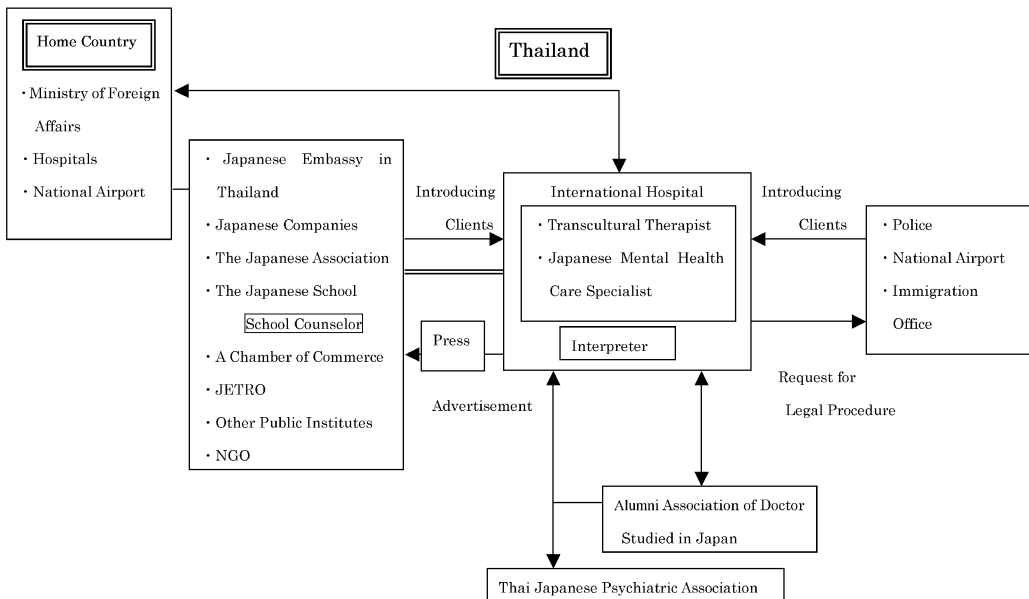 Home Country
・Ministry of Foreign
Affairs
・Hospitals
・National Airport
Thailand
・Japanese Embassy in
Thailand
・Japanese Companies
・The Japanese Association
・The Japanese School
School Counselor
・A Chamber of Commerce
・JETRO
・Other Public Institutes
・NGO
Introducing
Clients
Press
Advertisement
International Hospital
・Transcultural Therapist
・Japanese Mental Health
Care Specialist
Interpreter
Introducing
Clients
・Police
・National Airport
・Immigration
Office
Request for
Legal Procedure
Alumni Association of Doctor
Studied in Japan
Thai Japanese Psychiatric Association